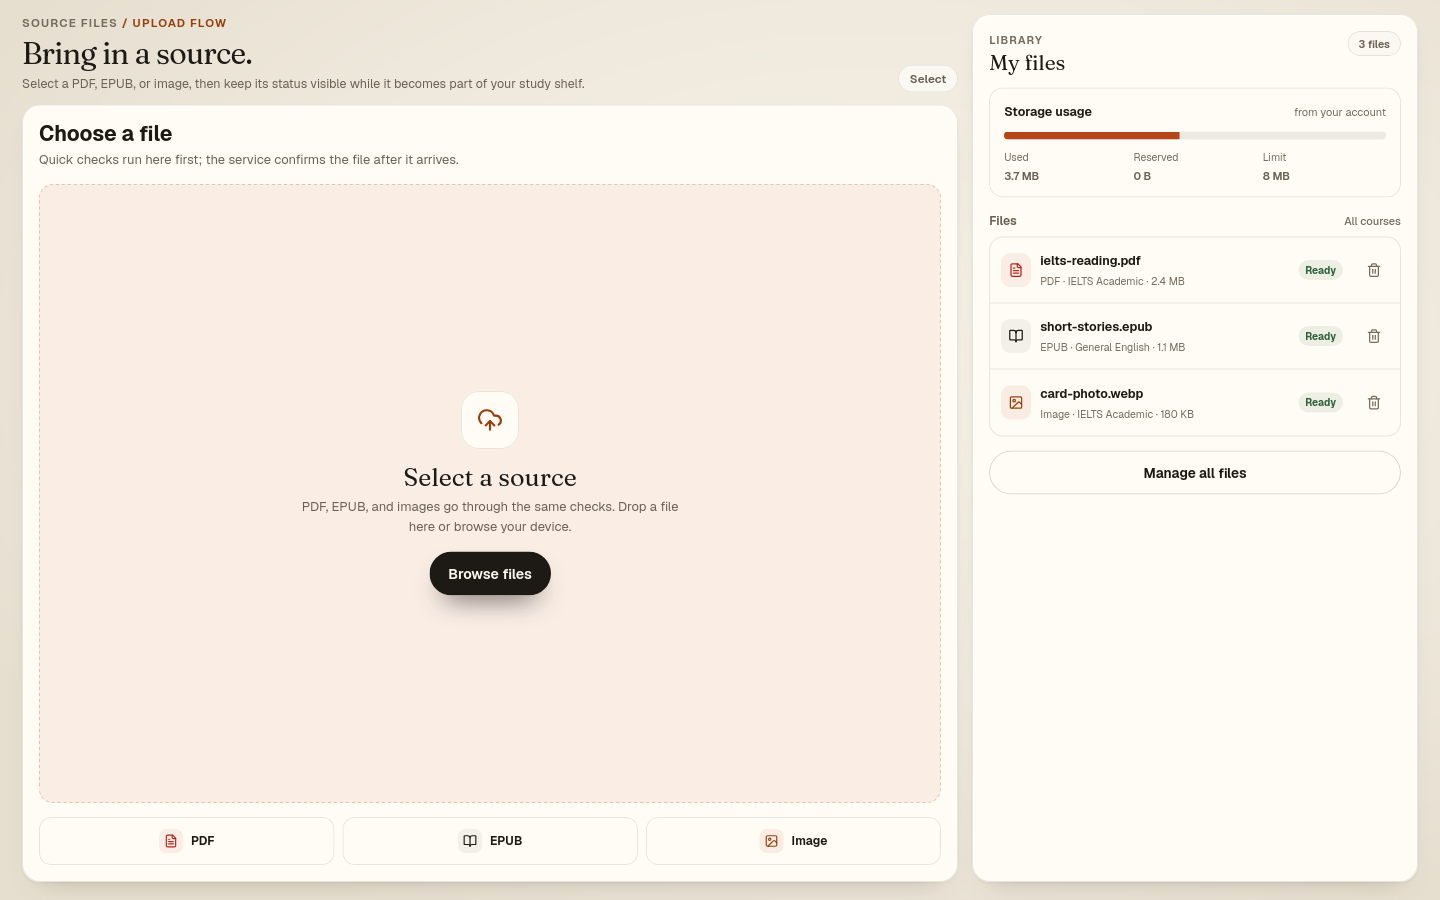 SOURCE FILES / UPLOAD FLOW
Bring in a source.
Select a PDF, EPUB, or image, then keep its status visible while it becomes part of your study shelf.
Select
Choose a file
Quick checks run here first; the service confirms the file after it arrives.
Select a source
PDF, EPUB, and images go through the same checks. Drop a file
here or browse your device.
Browse files
PDF
EPUB
Image
LIBRARY
My files
3 files
Storage usage
from your account
Used
Reserved
Limit
3.7 MB
0 B
8 MB
Files
All courses
ielts-reading.pdf
PDF · IELTS Academic · 2.4 MB
Ready
short-stories.epub
EPUB · General English · 1.1 MB
Ready
card-photo.webp
Image · IELTS Academic · 180 KB
Ready
Manage all files